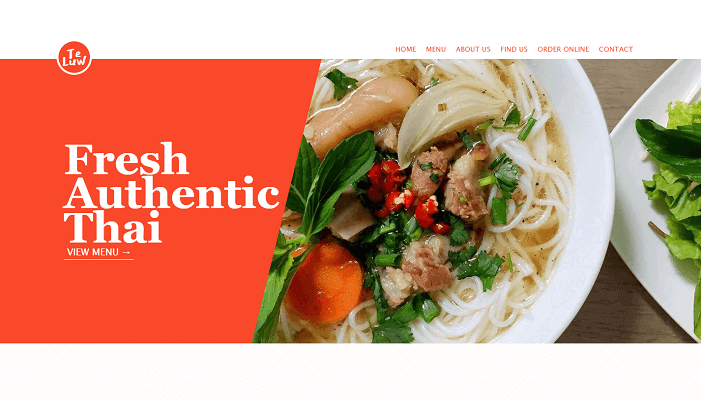 Te
Luw
HOME MENU ABOUT US FIND US ORDER ONLINE CONTACT
Fresh
Authentic
Thai
VIEW MENU →